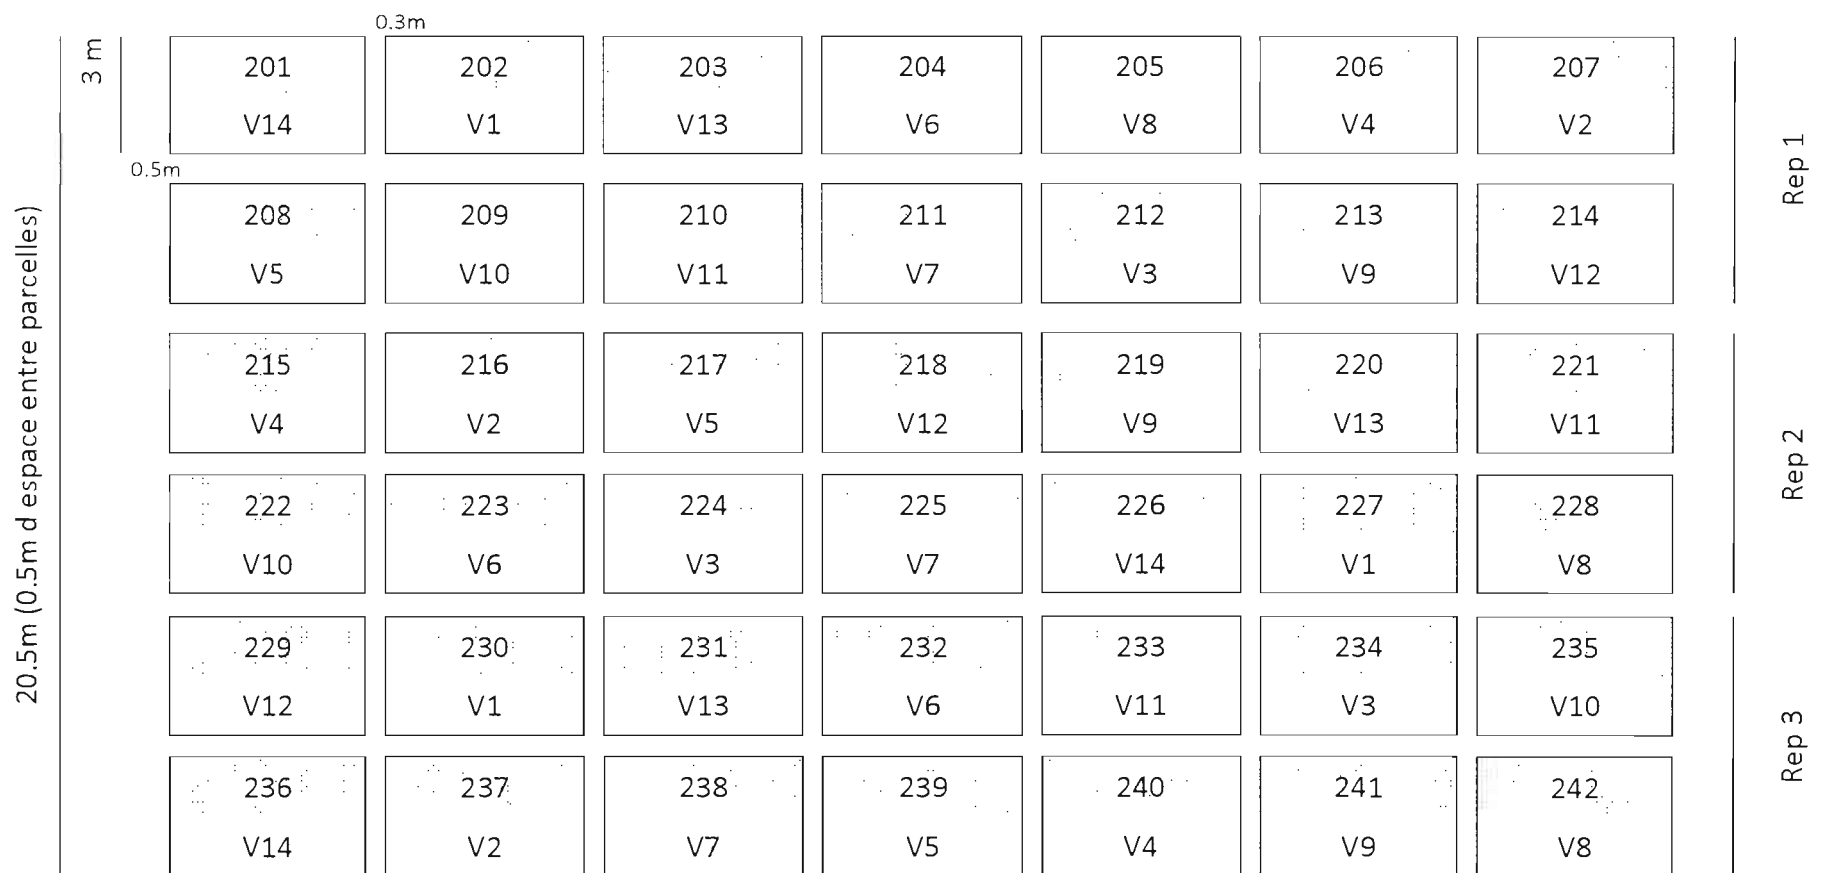 0.3m
3 m
201 202 203 204 205 206 207
V14 V1 V13 V6 V8 V4 V2
Rep 1
0.5m
208 209 210 211 212 213 214
V5 V10 V11 V7 V3 V9 V12
20.5m (0.5m d espace entre parcelles)
215 216 217 218 219 220 221
V4 V2 V5 V12 V9 V13 V11
Rep 2
222 223 224 225 226 227 228
V10 V6 V3 V7 V14 V1 V8
229 230 231 232 233 234 235
V12 V1 V13 V6 V11 V3 V10
Rep 3
236 237 238 239 240 241 242
V14 V2 V7 V5 V4 V9 V8